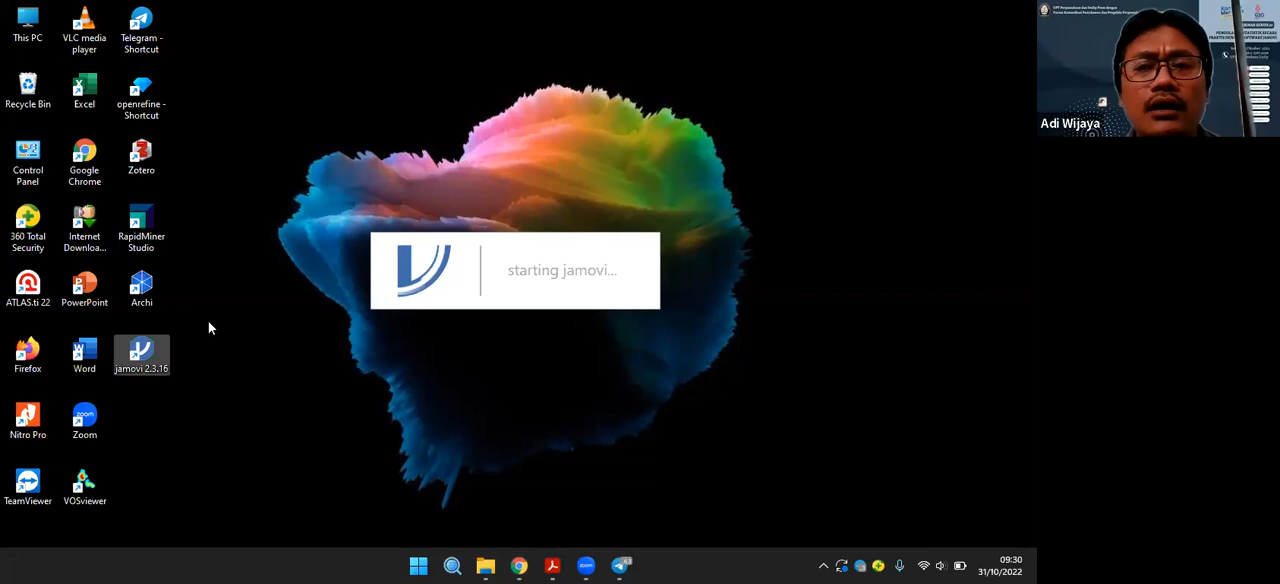 This PC
VLC media
player
Telegram -
Shortcut
Recycle Bin
Excel
openrefine -
Shortcut
Control
Panel
Google
Chrome
Zotero
360 Total
Security
Internet
Downloa...
RapidMiner
Studio
ATLAS.ti 22
PowerPoint
Archi
Firefox
Word
jamovi 2.3.16
Nitro Pro
Zoom
TeamViewer
VOSviewer
starting jamovi...
Adi Wijaya
09:30
31/10/2022